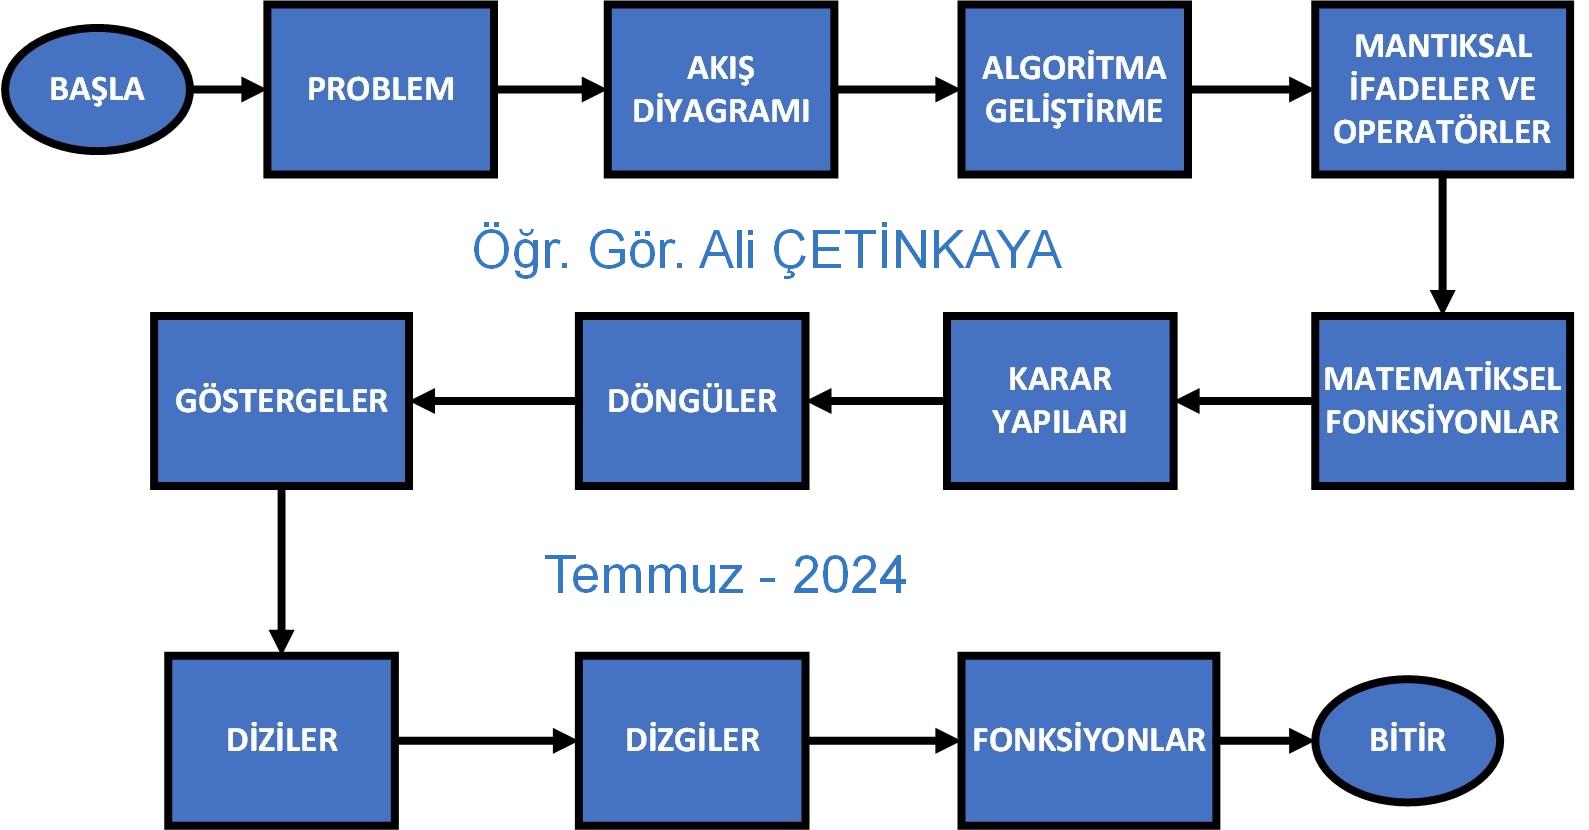 BAŞLA
PROBLEM
AKIŞ
DİYAGRAMI
ALGORİTMA
GELİŞTİRME
MANTIKSAL
İFADELER VE
OPERATÖRLER
Öğr. Gör. Ali ÇETİNKAYA
MATEMATİKSEL
FONKSİYONLAR
KARAR
YAPILARI
DÖNGÜLER
GÖSTERGELER
Temmuz - 2024
DİZİLER
DİZGİLER
FONKSİYONLAR
BİTİR